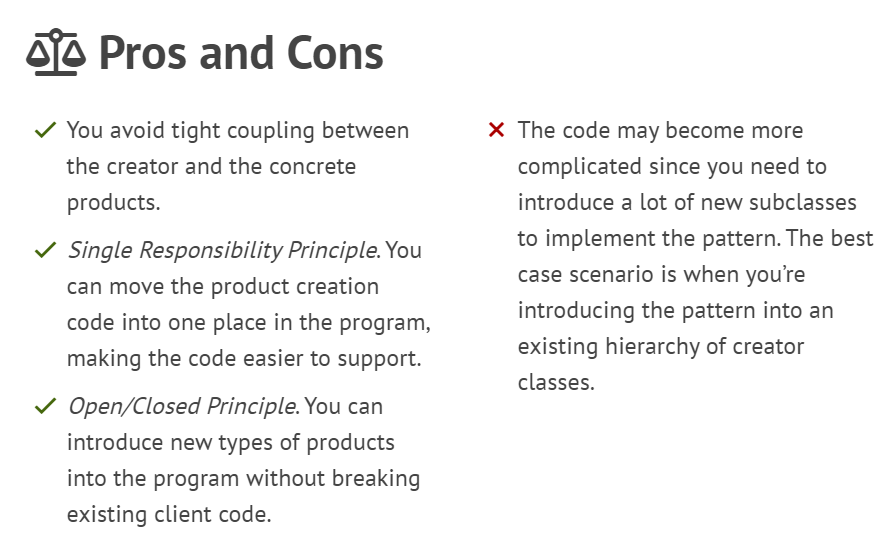 Pros and Cons
You avoid tight coupling between
the creator and the concrete
products.
Single Responsibility Principle. You
can move the product creation
code into one place in the program,
making the code easier to support.
Open/Closed Principle. You can
introduce new types of products
into the program without breaking
existing client code.
The code may become more
complicated since you need to
introduce a lot of new subclasses
to implement the pattern. The best
case scenario is when you’re
introducing the pattern into an
existing hierarchy of creator
classes.